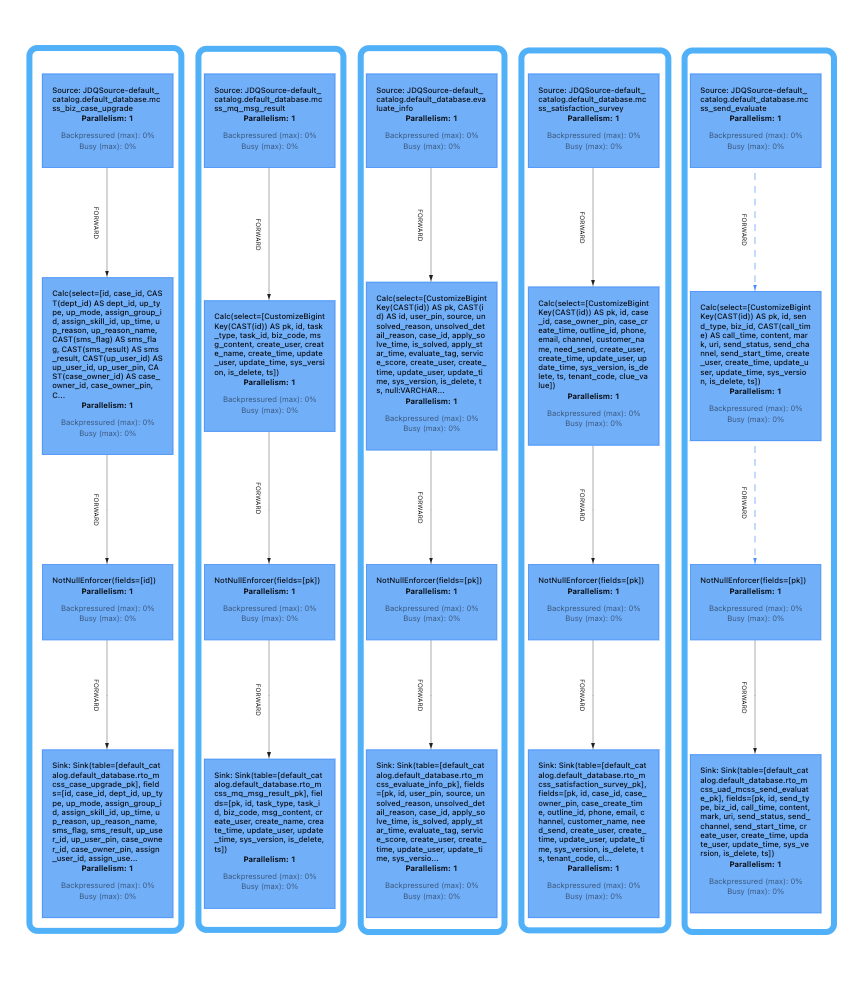 Source: JDQSource-default_
catalog.default_database.mc
ss_biz_case_upgrade
Parallelism: 1
Backpressured (max): 0%
Busy (max): 0%
FORWARD
Calc(select=[id, case_id, CAS
T(dept_id) AS dept_id, up_ty
pe, up_mode, assign_group_i
d, assign_skill_id, up_time, u
p_reason, up_reason_name,
CAST(sms_flag) AS sms_fla
g, CAST(sms_result) AS sms
_result, CAST(up_user_id) AS
up_user_id, up_user_pin, CA
ST(case_owner_id) AS case_
owner_id, case_owner_pin,
C...
Parallelism: 1
Backpressured (max): 0%
Busy (max): 0%
FORWARD
NotNullEnforcer(fields=[id])
Parallelism: 1
Backpressured (max): 0%
Busy (max): 0%
FORWARD
Sink: Sink(table=[default_cat
alog.default_database.rto_m
css_case_upgrade_pk], field
s=[id, case_id, dept_id, up_ty
pe, up_mode, assign_group_i
d, assign_skill_id, up_time, u
p_reason, up_reason_name,
sms_flag, sms_result, up_use
r_id, up_user_pin, case_owne
r_id, case_owner_pin, assign
_user_id, assign_use...
Parallelism: 1
Backpressured (max): 0%
Busy (max): 0%
Source: JDQSource-default_
catalog.default_database.mc
ss_mq_msg_result
Parallelism: 1
Backpressured (max): 0%
Busy (max): 0%
FORWARD
Calc(select=[CustomizeBigint
Key(CAST(id)) AS pk, id, task
_type, task_id, biz_code, ms
g_content, create_user, creat
e_name, create_time, update
_user, update_time, sys_versi
on, is_delete, ts])
Parallelism: 1
Backpressured (max): 0%
Busy (max): 0%
FORWARD
NotNullEnforcer(fields=[pk])
Parallelism: 1
Backpressured (max): 0%
Busy (max): 0%
FORWARD
Sink: Sink(table=[default_cat
alog.default_database.rto_m
css_mq_msg_result_pk], fiel
ds=[pk, id, task_type, task_i
d, biz_code, msg_content, cr
eate_user, create_name, crea
te_time, update_user, update
_time, sys_version, is_delete,
ts])
Parallelism: 1
Backpressured (max): 0%
Busy (max): 0%
Source: JDQSource-default_
catalog.default_database.eva
luate_info
Parallelism: 1
Backpressured (max): 0%
Busy (max): 0%
FORWARD
Calc(select=[CustomizeBigint
Key(CAST(id)) AS pk, CAST(i
d) AS id, user_pin, source, un
solved_reason, unsolved_det
ail_reason, case_id, apply_so
lve_time, is_solved, apply_st
ar_time, evaluate_tag, servic
e_score, create_user, create_
time, update_user, update_ti
me, sys_version, is_delete, t
s, null:VARCHAR...
Parallelism: 1
Backpressured (max): 0%
Busy (max): 0%
FORWARD
NotNullEnforcer(fields=[pk])
Parallelism: 1
Backpressured (max): 0%
Busy (max): 0%
FORWARD
Sink: Sink(table=[default_cat
alog.default_database.rto_m
css_evaluate_info_pk], fields
=[pk, id, user_pin, source, un
solved_reason, unsolved_det
ail_reason, case_id, apply_so
lve_time, is_solved, apply_st
ar_time, evaluate_tag, servic
e_score, create_user, create_
time, update_user, update_ti
me, sys_versio...
Parallelism: 1
Backpressured (max): 0%
Busy (max): 0%
Source: JDQSource-default_
catalog.default_database.mc
ss_satisfaction_survey
Parallelism: 1
Backpressured (max): 0%
Busy (max): 0%
FORWARD
Calc(select=[CustomizeBigint
Key(CAST(id)) AS pk, id, case
_id, case_owner_pin, case_cr
eate_time, outline_id, phone,
email, channel, customer_na
me, need_send, create_user,
create_time, update_user, up
date_time, sys_version, is_de
lete, ts, tenant_code, clue_va
lue])
Parallelism: 1
Backpressured (max): 0%
Busy (max): 0%
FORWARD
NotNullEnforcer(fields=[pk])
Parallelism: 1
Backpressured (max): 0%
Busy (max): 0%
FORWARD
Sink: Sink(table=[default_cat
alog.default_database.rto_m
css_satisfaction_survey_pk],
fields=[pk, id, case_id, case_
owner_pin, case_create_tim
e, outline_id, phone, email, c
hannel, customer_name, nee
d_send, create_user, create_
time, update_user, update_ti
me, sys_version, is_delete, t
s, tenant_code, cl...
Parallelism: 1
Backpressured (max): 0%
Busy (max): 0%
Source: JDQSource-default_
catalog.default_database.mc
ss_send_evaluate
Parallelism: 1
Backpressured (max): 0%
Busy (max): 0%
FORWARD
Calc(select=[CustomizeBigint
Key(CAST(id)) AS pk, id, sen
d_type, biz_id, CAST(call_tim
e) AS call_time, content, mar
k, uri, send_status, send_cha
nnel, send_start_time, create
_user, create_time, update_u
ser, update_time, sys_versio
n, is_delete, ts])
Parallelism: 1
Backpressured (max): 0%
Busy (max): 0%
FORWARD
NotNullEnforcer(fields=[pk])
Parallelism: 1
Backpressured (max): 0%
Busy (max): 0%
FORWARD
Sink: Sink(table=[default_cat
alog.default_database.rto_m
css_uad_mcss_send_evaluat
e_pk], fields=[pk, id, send_ty
pe, biz_id, call_time, content,
mark, uri, send_status, send_
channel, send_start_time, cr
eate_user, create_time, upda
te_user, update_time, sys_ve
rsion, is_delete, ts])
Parallelism: 1
Backpressured (max): 0%
Busy (max): 0%